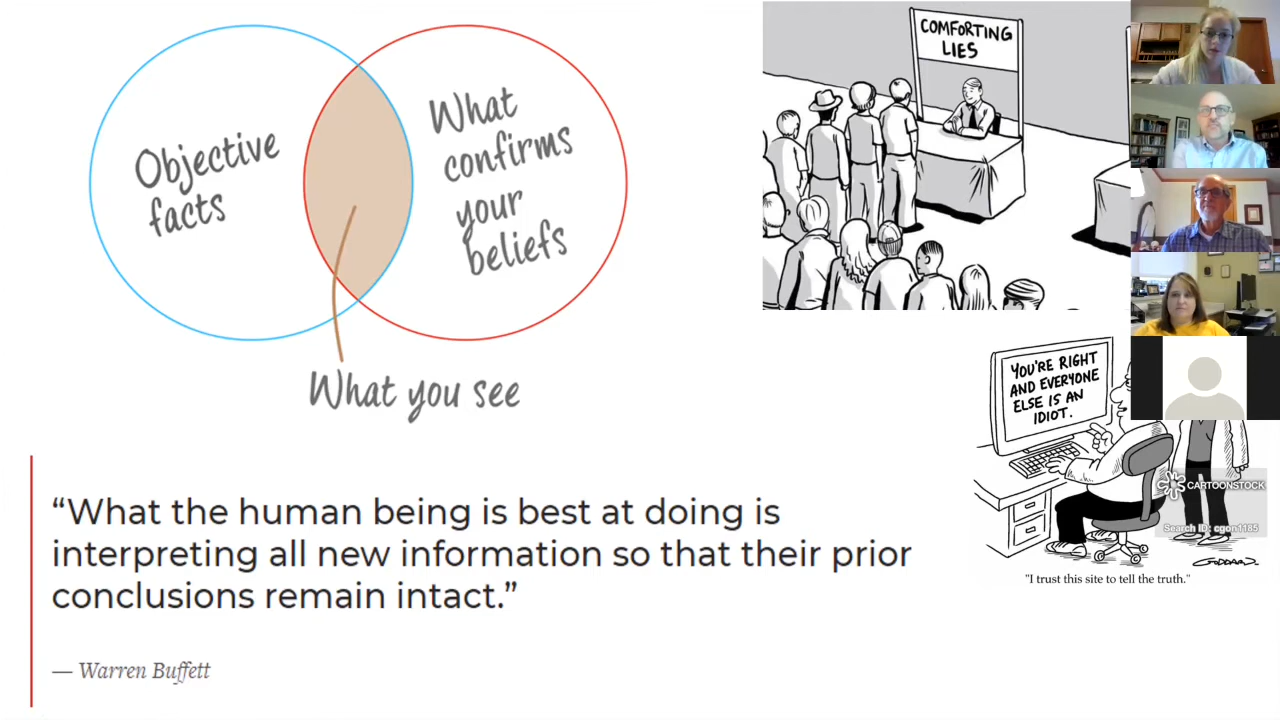 Objective
facts
What
confirms
your
beliefs
What you see
COMFORTING
LIES
YOU'RE RIGHT
AND EVERYONE
ELSE IS AN
IDIOT.
CARTOONSTOCK
Search ID: cgon1185
GODDARD.
"I trust this site to tell the truth."
“What the human being is best at doing is
interpreting all new information so that their prior
conclusions remain intact.”
— Warren Buffett